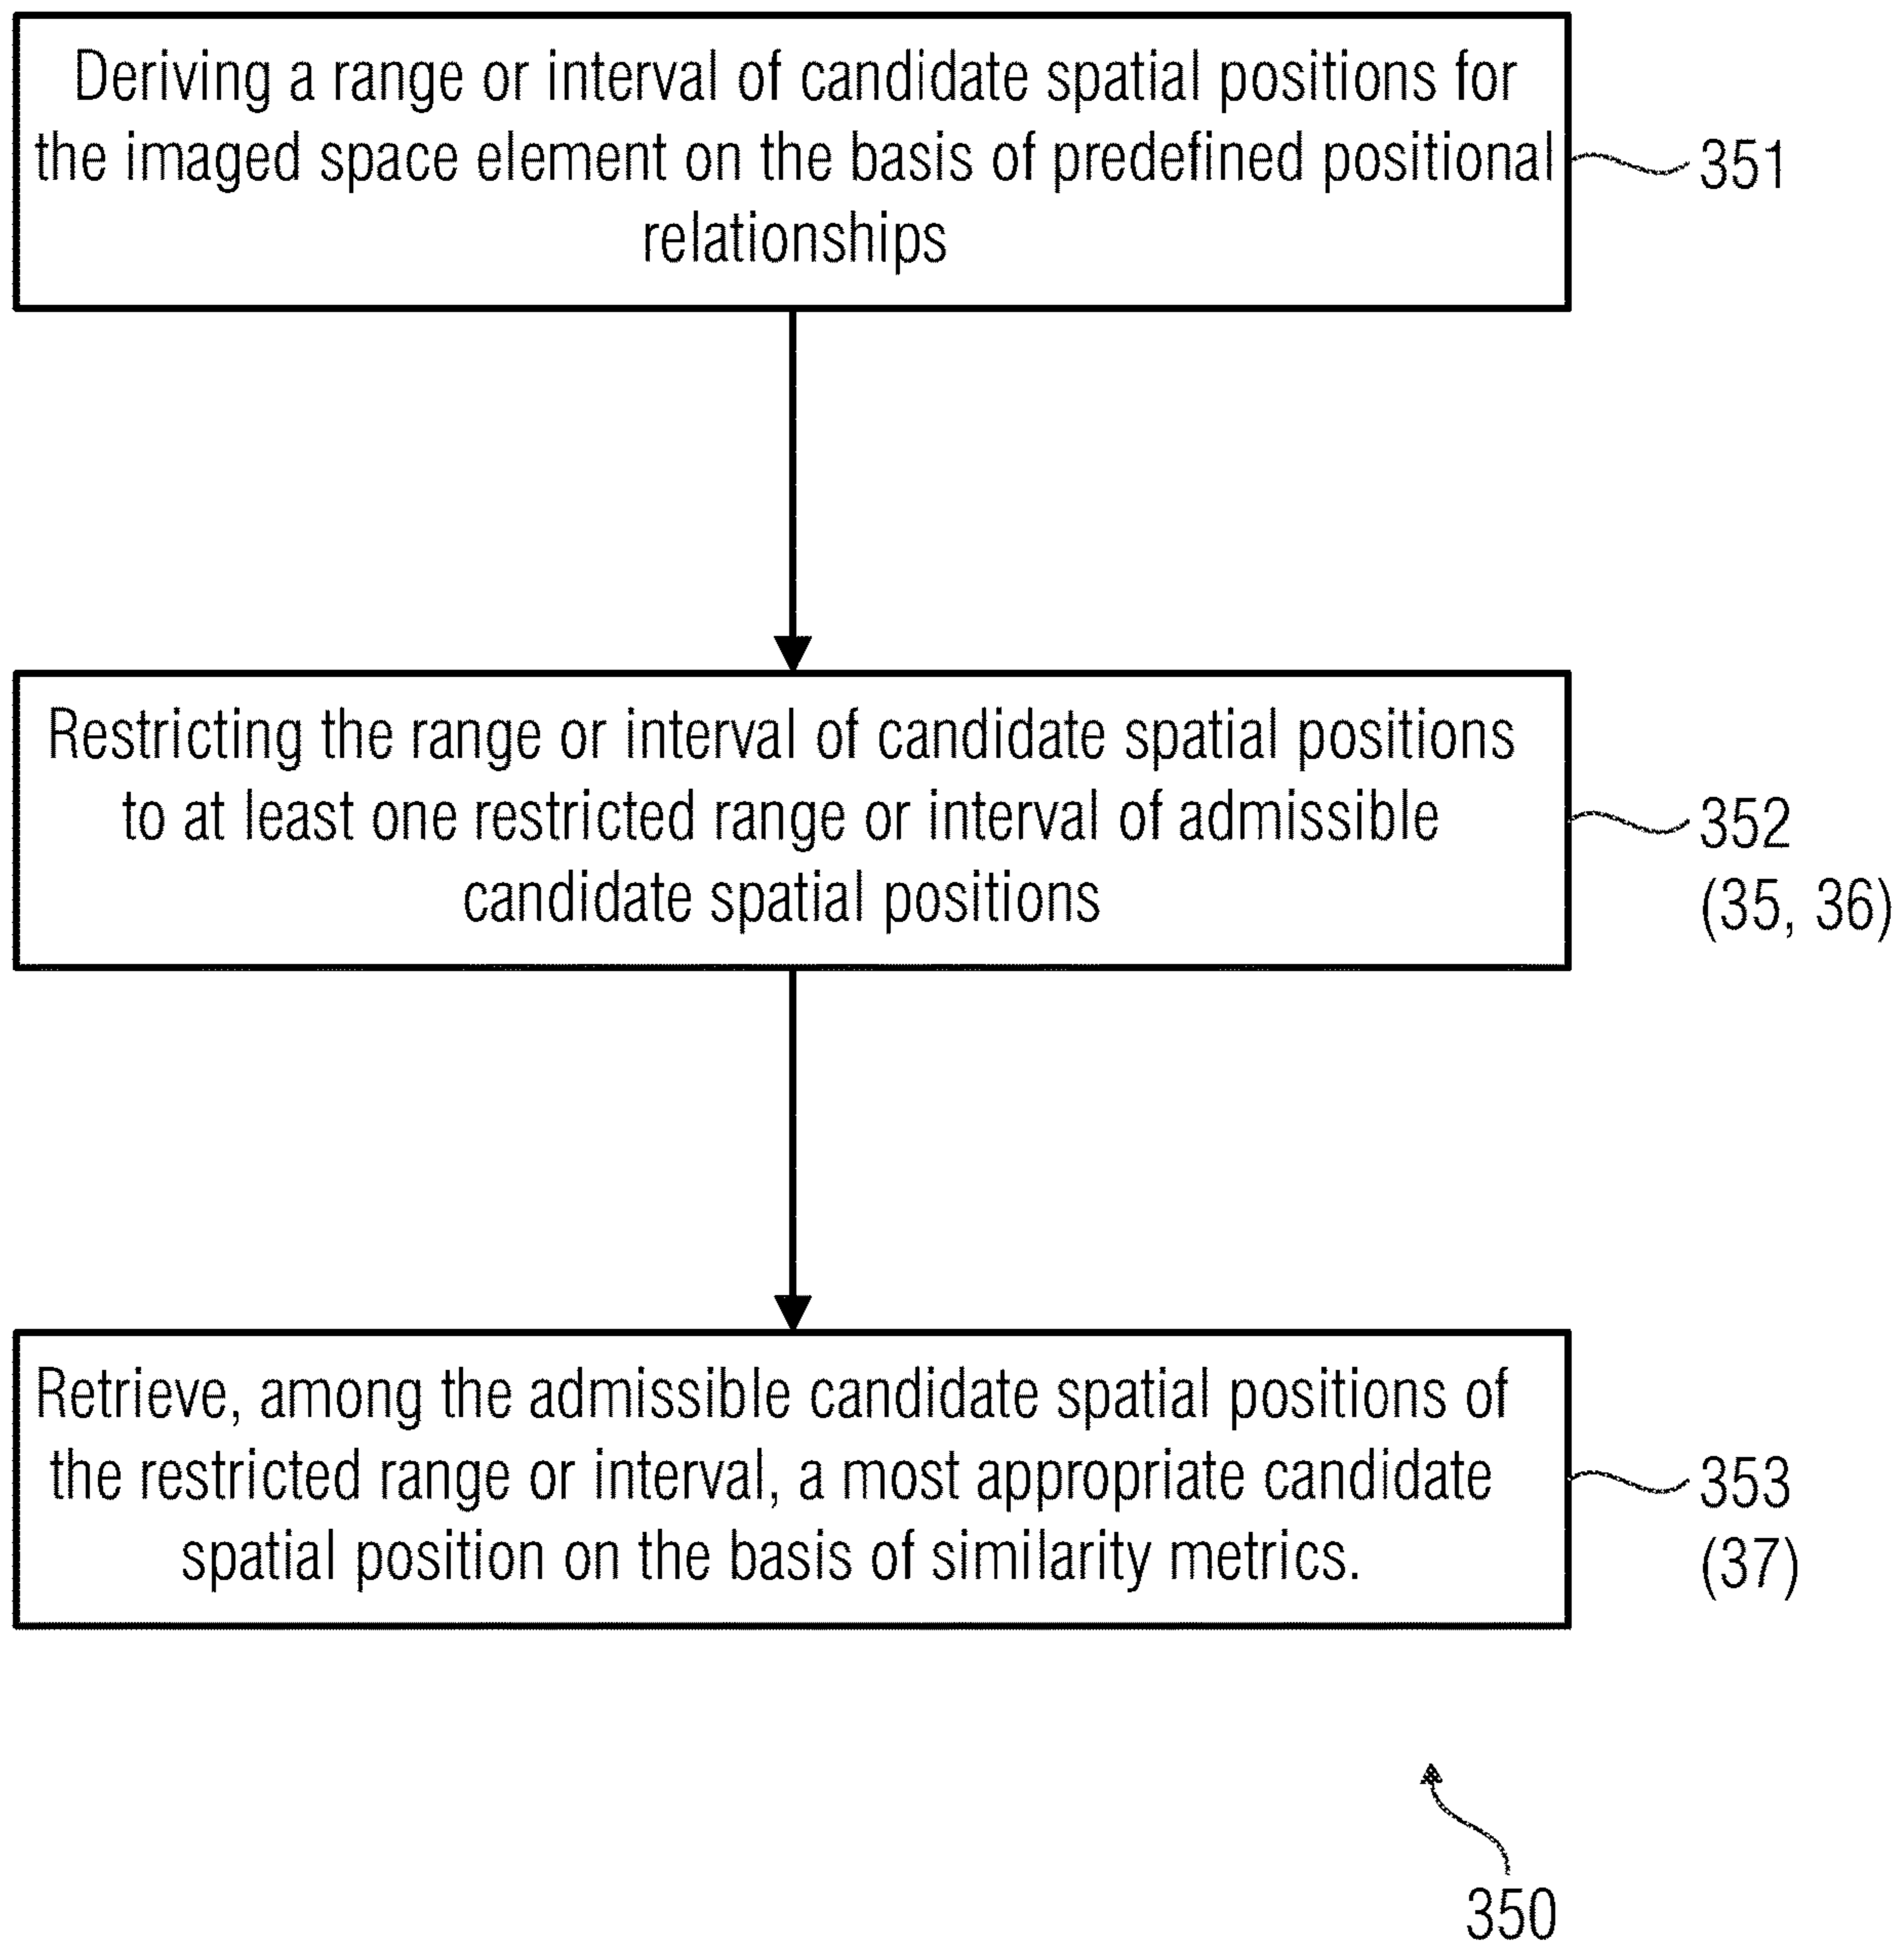 Deriving a range or interval of candidate spatial positions for
the imaged space element on the basis of predefined positional
relationships
351
Restricting the range or interval of candidate spatial positions
to at least one restricted range or interval of admissible
candidate spatial positions
352
(35, 36)
Retrieve, among the admissible candidate spatial positions of
the restricted range or interval, a most appropriate candidate
spatial position on the basis of similarity metrics.
353
(37)
350